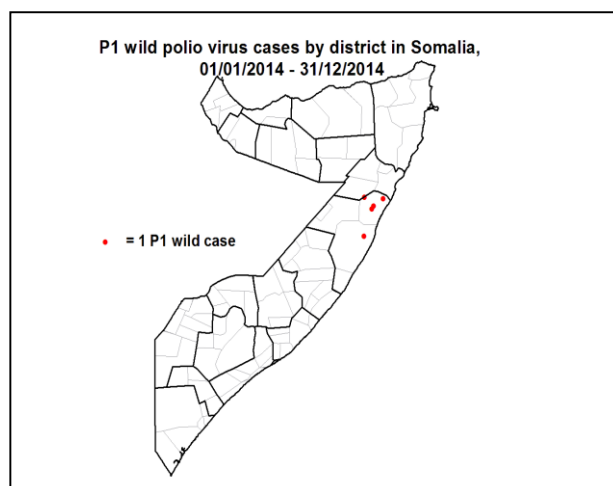 P1 wild polio virus cases by district in Somalia,
01/01/2014 - 31/12/2014
= 1 P1 wild case